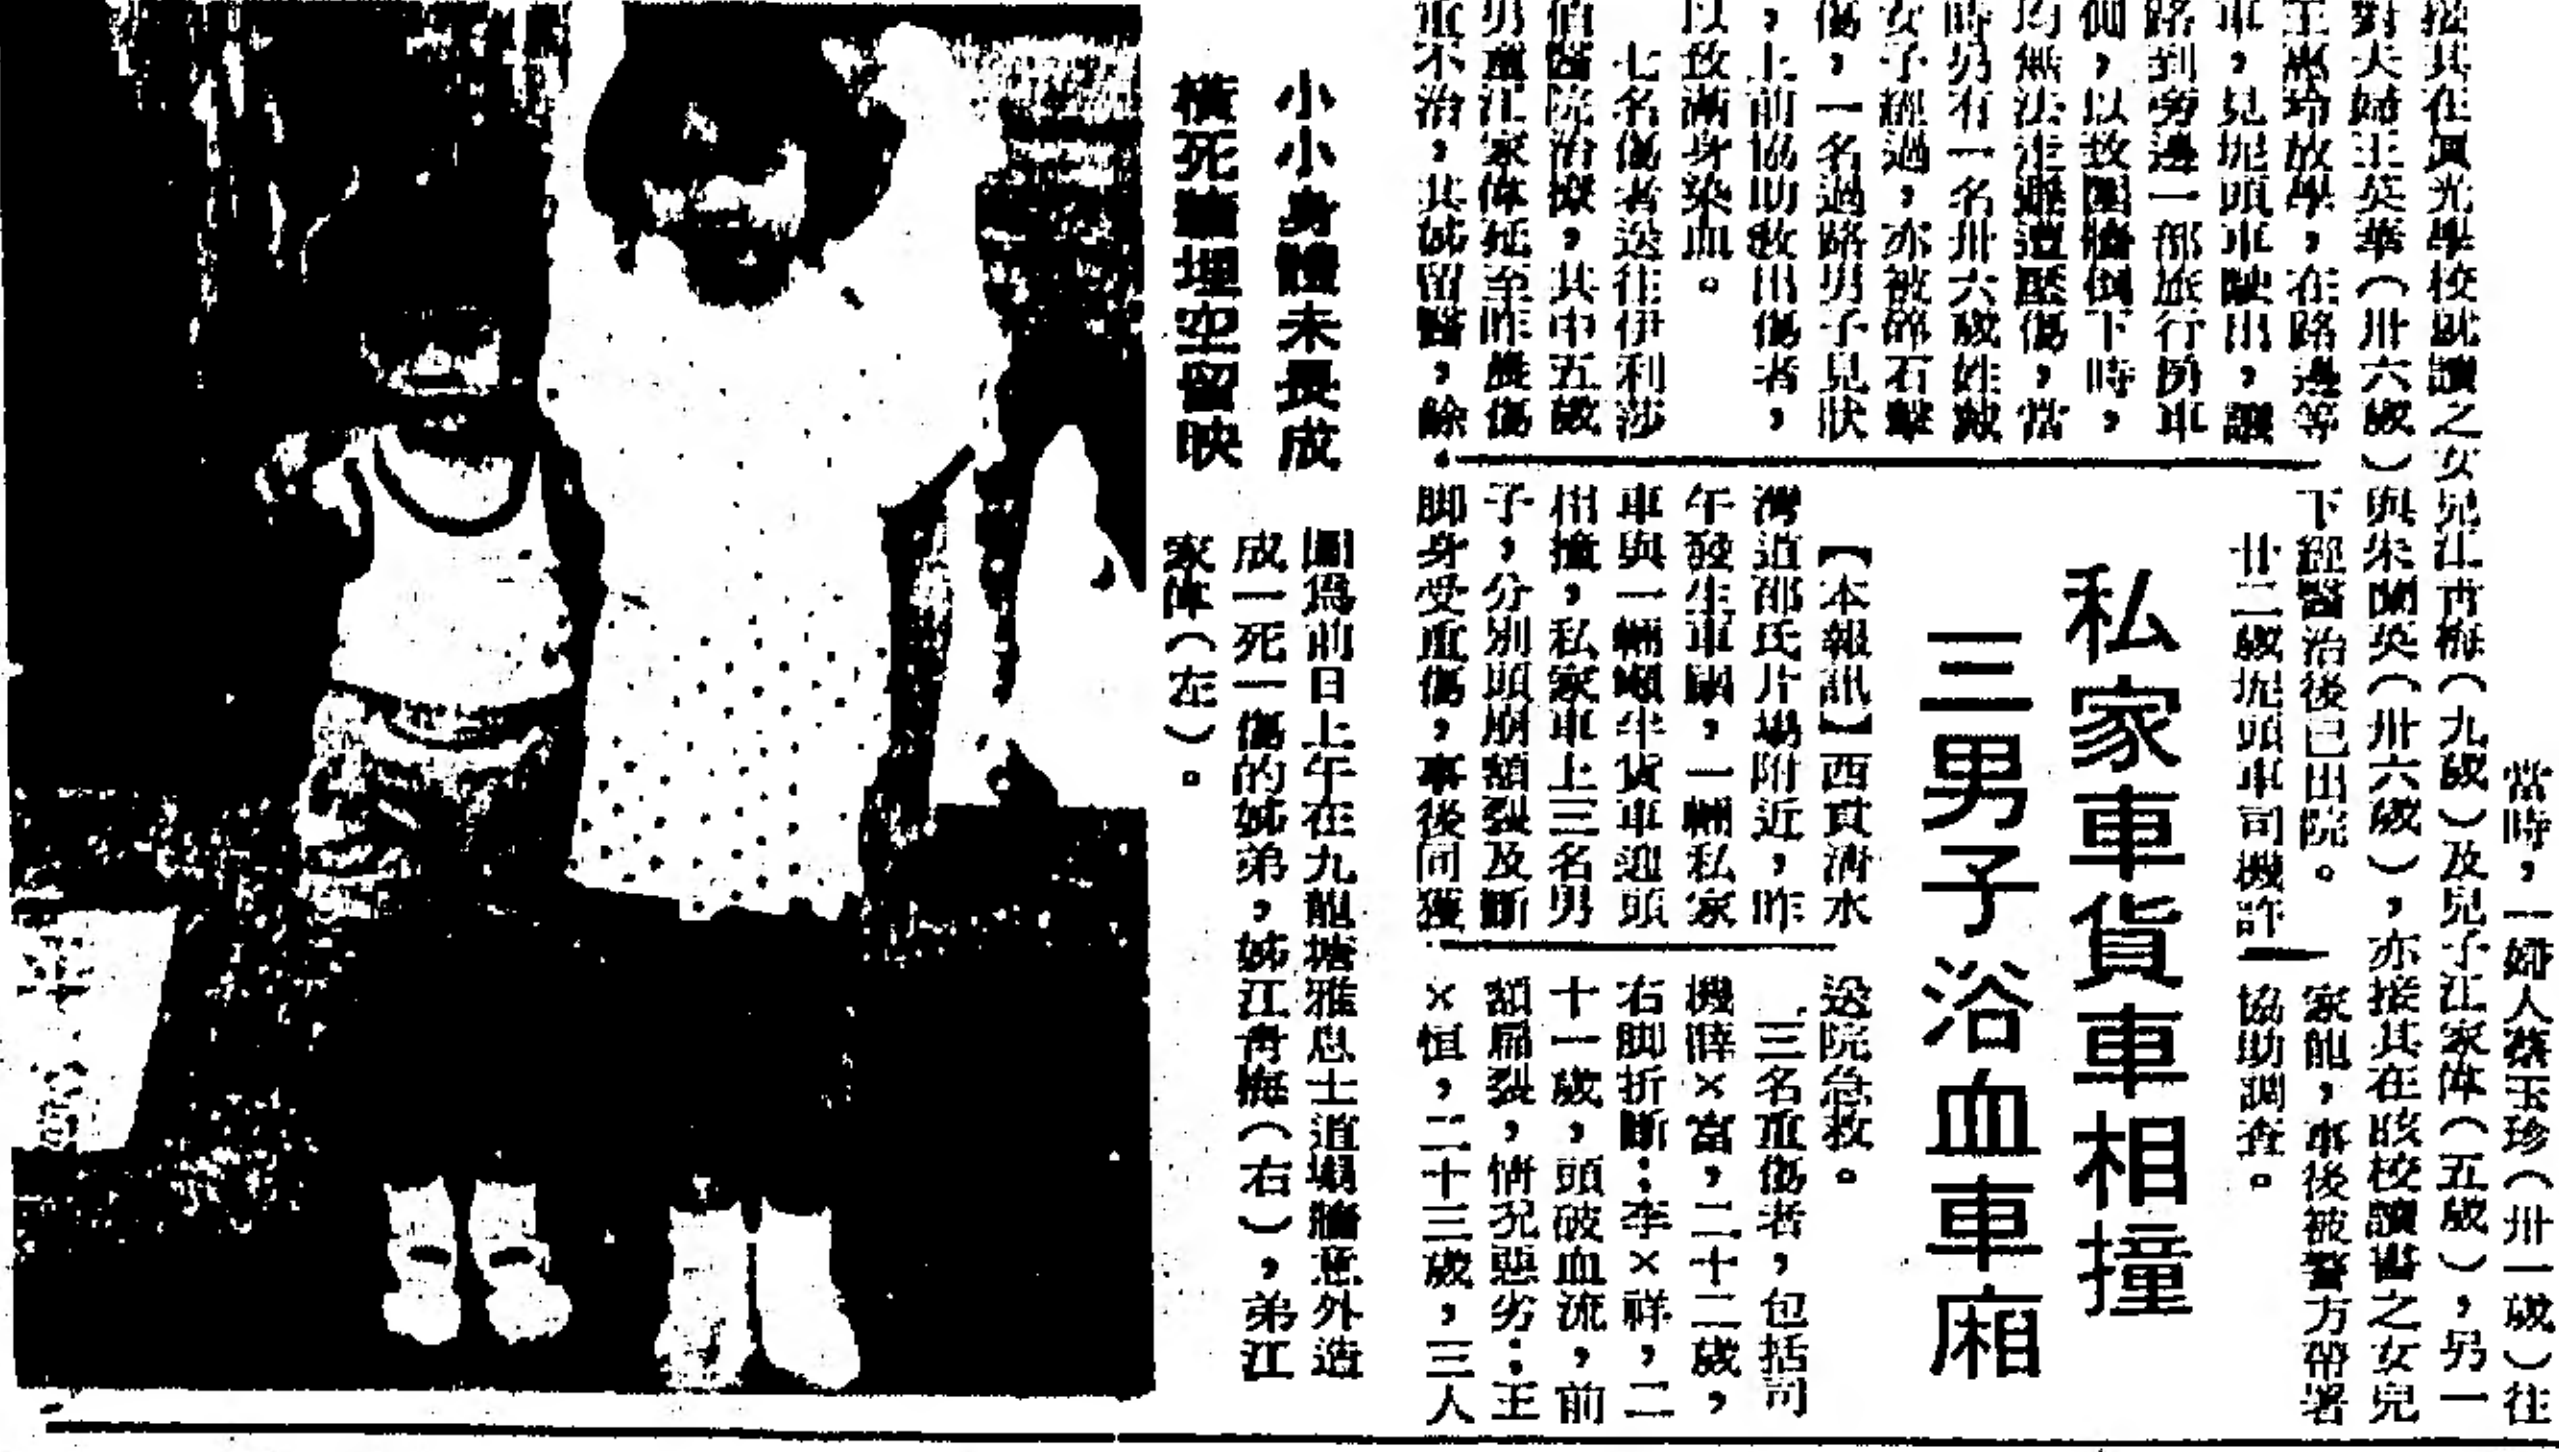 當時，一婦人蔡玉珍（卅一歲）往
接其在眞光學校就讀之女兒江靑梅（九歲）及兒子江家偉（五歲），另一
對夫婦王英華（卅六歲）與朱蘭英（卅六歲），亦接其在該校讀書之女兒
王惠玲放學，在路邊等
車，見坭頭車駛出，讓
路到旁邊一部旅行房車
側，以致圍牆倒下時，
均無法走避遭壓傷，當
時另有一名卅六歲姓戴
女子經過，亦被碎石擊
傷，一名過路男子見狀
，上前協助救出傷者，
以致滿身染血。
七名傷者送往伊利莎
伯醫院治療，其中五歲
男童江家偉延至昨晨傷
重不治，其姊留醫，餘
下經醫治後已出院。
廿二歲坭頭車司機許
家龍，事後被警方帶署
協助調查。
私家車貨車相撞
三男子浴血車廂
【本報訊】西貢淸水
灣道邵氏片場附近，昨
午發生車禍，一輛私家
車與一輛噸半貨車迎頭
相撞，私家車上三名男
子，分別頭崩額裂及斷
脚身受重傷，事後同獲
送院急救。
三名重傷者，包括司
機薛×富，二十二歲，
右脚折斷；李×祥，二
十一歲，頭破血流，前
額扁裂，情況惡劣；王
×恒，二十三歲，三人
小小身體未長成
橫死牆埋空留映
圖爲前日上午在九龍塘雅息士道塌牆意外造
成一死一傷的姊弟，姊江靑梅（右），弟江
家偉（左）。